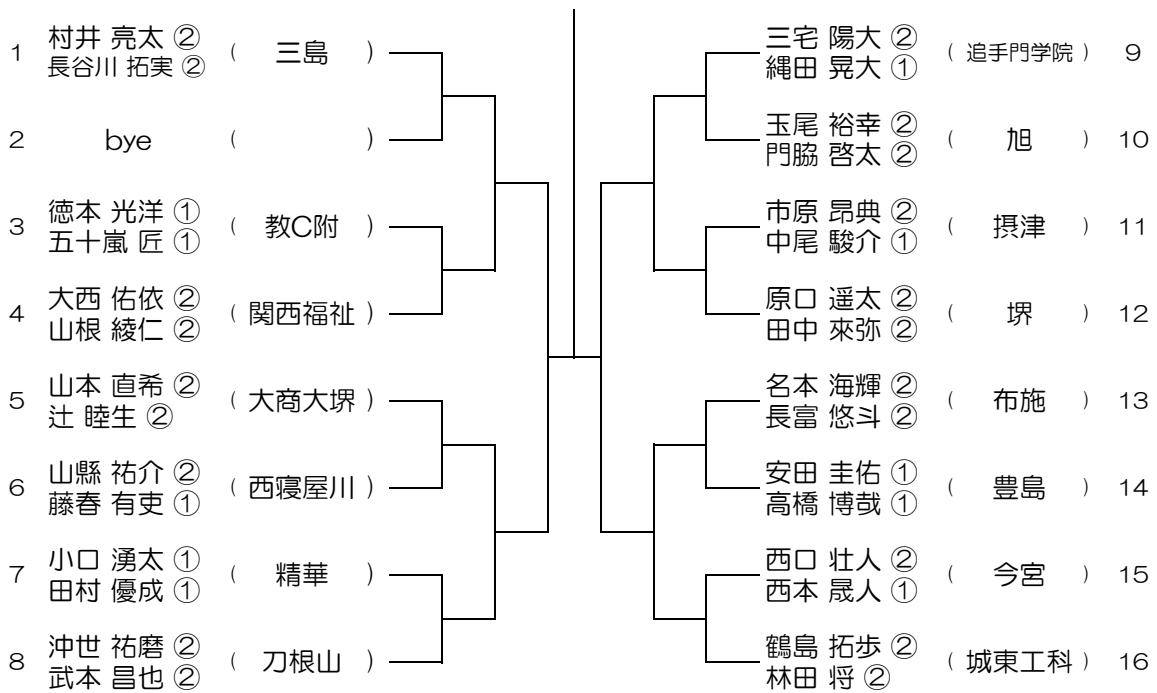 1 村井 亮太 ② 長谷川 拓実 ② ( 三島 )
2 bye ( )
3 徳本 光洋 ① 五十嵐 匠 ① ( 教C附 )
4 大西 佑依 ② 山根 綾仁 ② ( 関西福祉 )
5 山本 直希 ② 辻 睦生 ② ( 大商大堺 )
6 山縣 祐介 ② 藤春 有吏 ① ( 西寝屋川 )
7 小口 湧太 ① 田村 優成 ① ( 精華 )
8 沖世 祐磨 ② 武本 昌也 ② ( 刀根山 )
三宅 陽大 ② 縄田 晃大 ① ( 追手門学院 ) 9
玉尾 裕幸 ② 門脇 啓太 ② ( 旭 ) 10
市原 昂典 ② 中尾 駿介 ① ( 摂津 ) 11
原口 遥太 ② 田中 來弥 ② ( 堺 ) 12
名本 海輝 ② 長富 悠斗 ② ( 布施 ) 13
安田 圭佑 ① 高橋 博哉 ① ( 豊島 ) 14
西口 壮人 ② 西本 晟人 ① ( 今宮 ) 15
鶴島 拓歩 ② 林田 将 ② ( 城東工科 ) 16